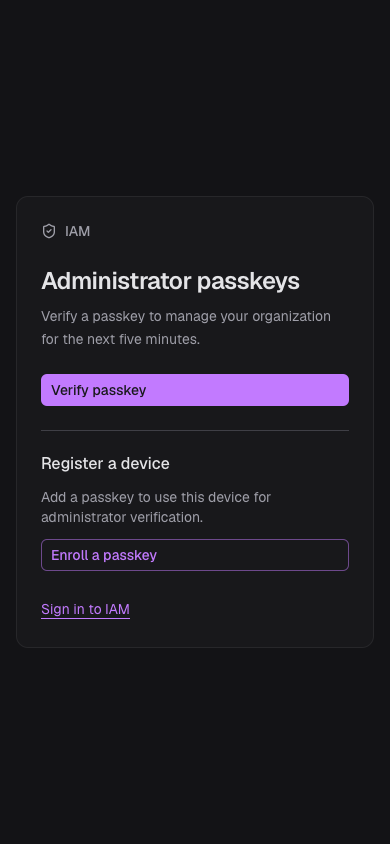 IAM
Administrator passkeys
Verify a passkey to manage your organization
for the next five minutes.
Verify passkey
Register a device
Add a passkey to use this device for
administrator verification.
Enroll a passkey
Sign in to IAM